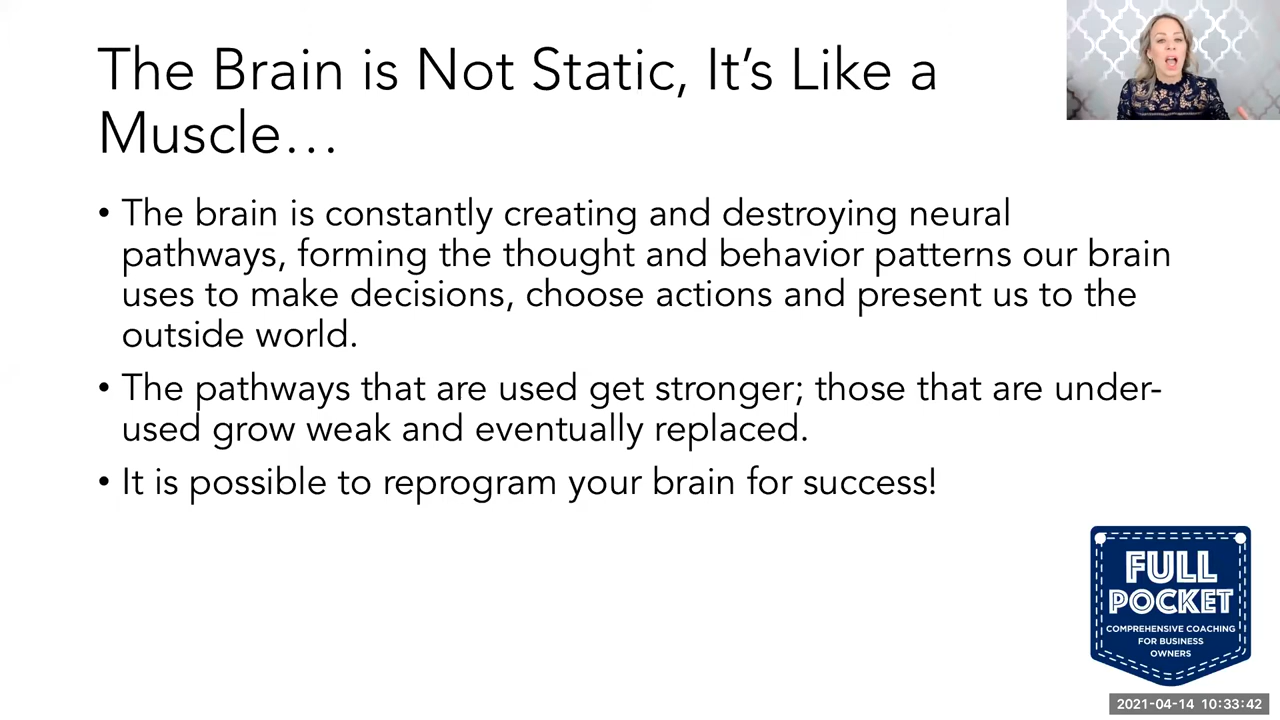 The Brain is Not Static, It's Like a
Muscle…
• The brain is constantly creating and destroying neural
pathways, forming the thought and behavior patterns our brain
uses to make decisions, choose actions and present us to the
outside world.
• The pathways that are used get stronger; those that are under-
used grow weak and eventually replaced.
• It is possible to reprogram your brain for success!
FULL
POCKET
COMPREHENSIVE COACHING
FOR BUSINESS
OWNERS
2021-04-14 10:33:42